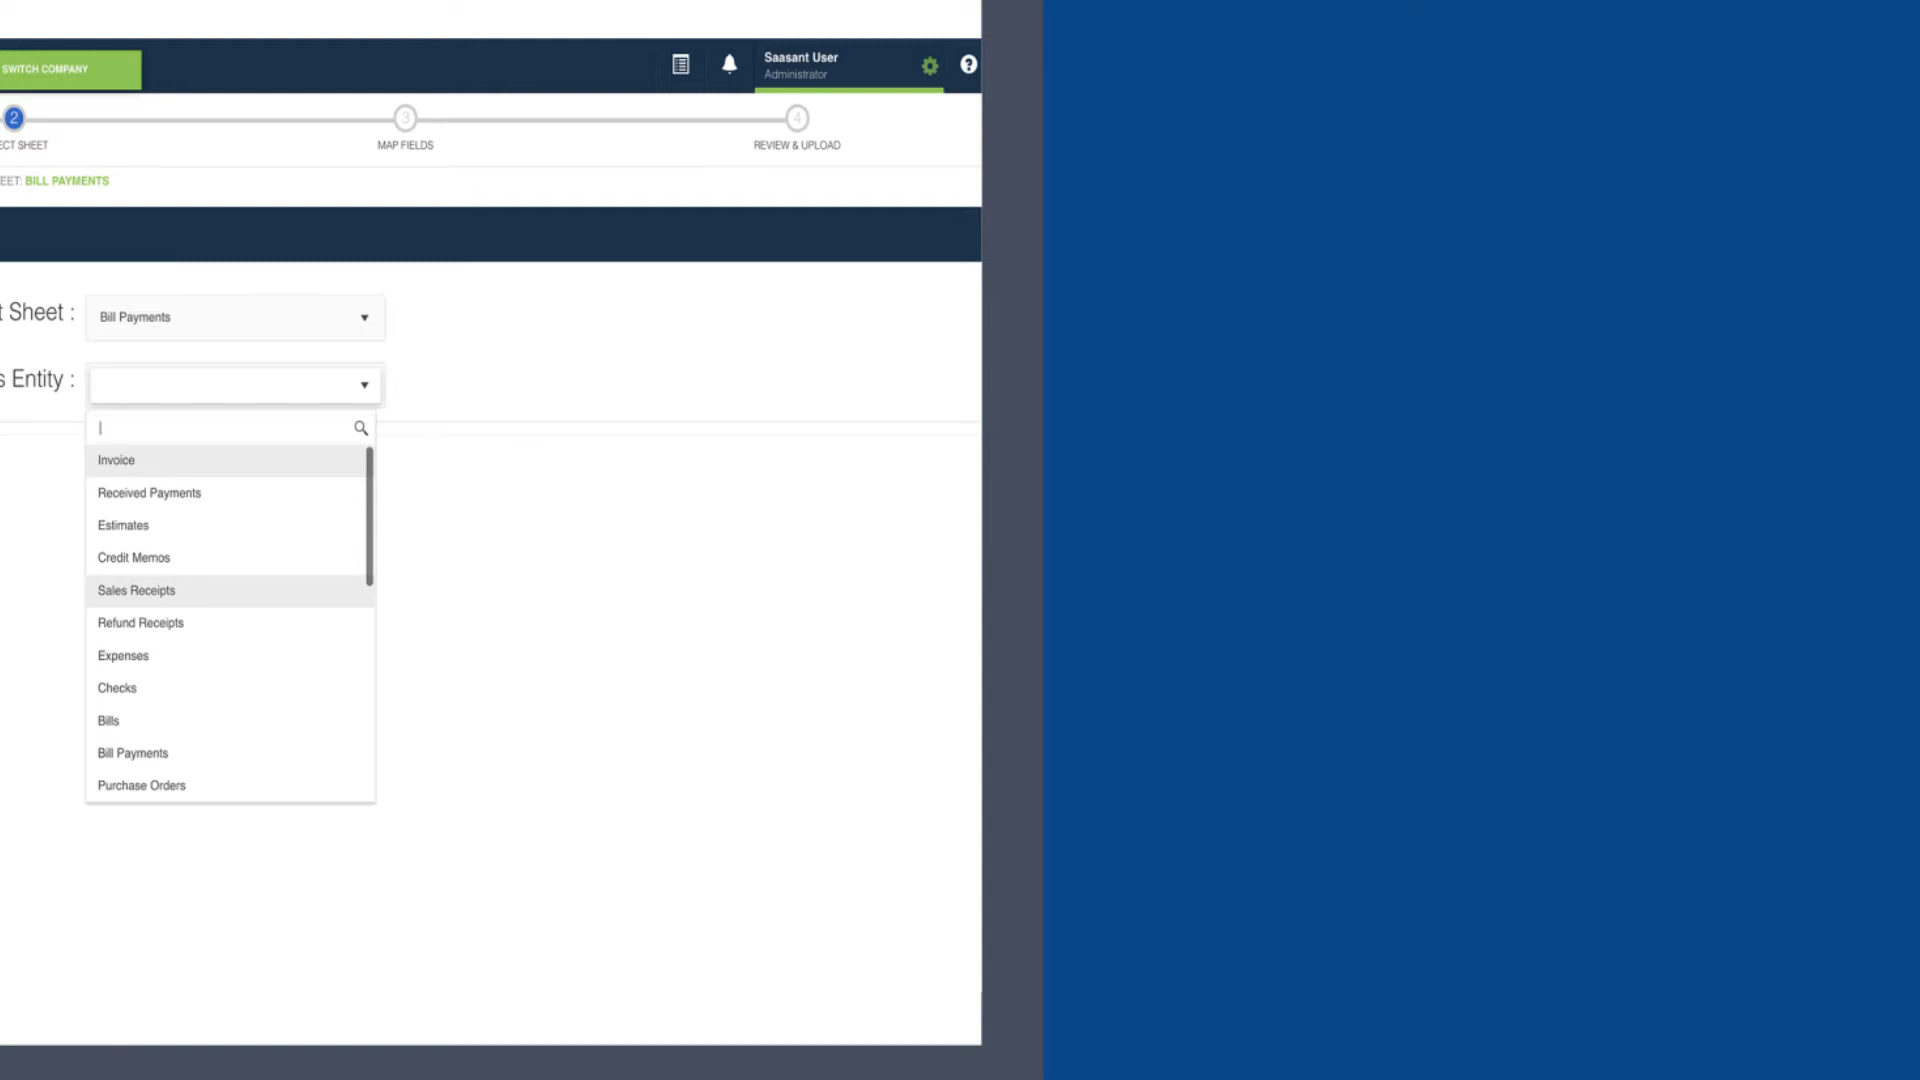 SWITCH COMPANY
Saasant User
Administrator
2
3
4
ECT SHEET
MAP FIELDS
REVIEW & UPLOAD
EET: BILL PAYMENTS
t Sheet :
Bill Payments
s Entity :
Invoice
Received Payments
Estimates
Credit Memos
Sales Receipts
Refund Receipts
Expenses
Checks
Bills
Bill Payments
Purchase Orders